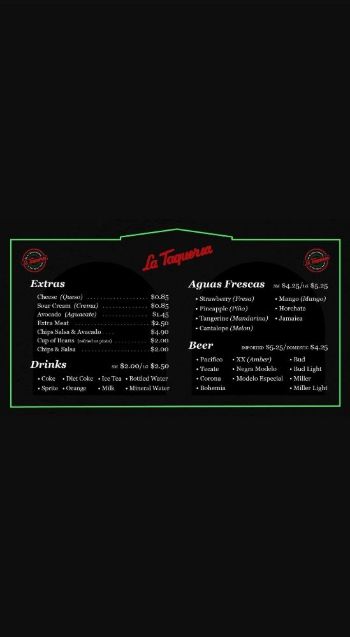 La Taqueria
Extras
Cheese (Queso) $0.85
Sour Cream (Crema) $0.85
Avocado (Aguacate) $1.45
Extra Meat $2.50
Chips Salsa & Avocado $4.90
Cup of Beans $2.00
Chips & Salsa $2.00
Drinks $2.00/ $2.50
• Coke • Diet Coke • Ice Tea • Bottled Water
• Sprite • Orange • Milk • Mineral Water
Aguas Frescas $4.25/ $5.25
• Strawberry (Fresa) • Mango (Mango)
• Pineapple (Piña) • Horchata
• Tangerine (Mandarina) • Jamaica
• Cantalope (Melon)
Beer IMPORTED $5.25/DOMESTIC $4.25
• Pacifico • XX (Amber) • Bud
• Tecate • Negra Modelo • Bud Light
• Corona • Modelo Especial • Miller
• Bohemia • Miller Light